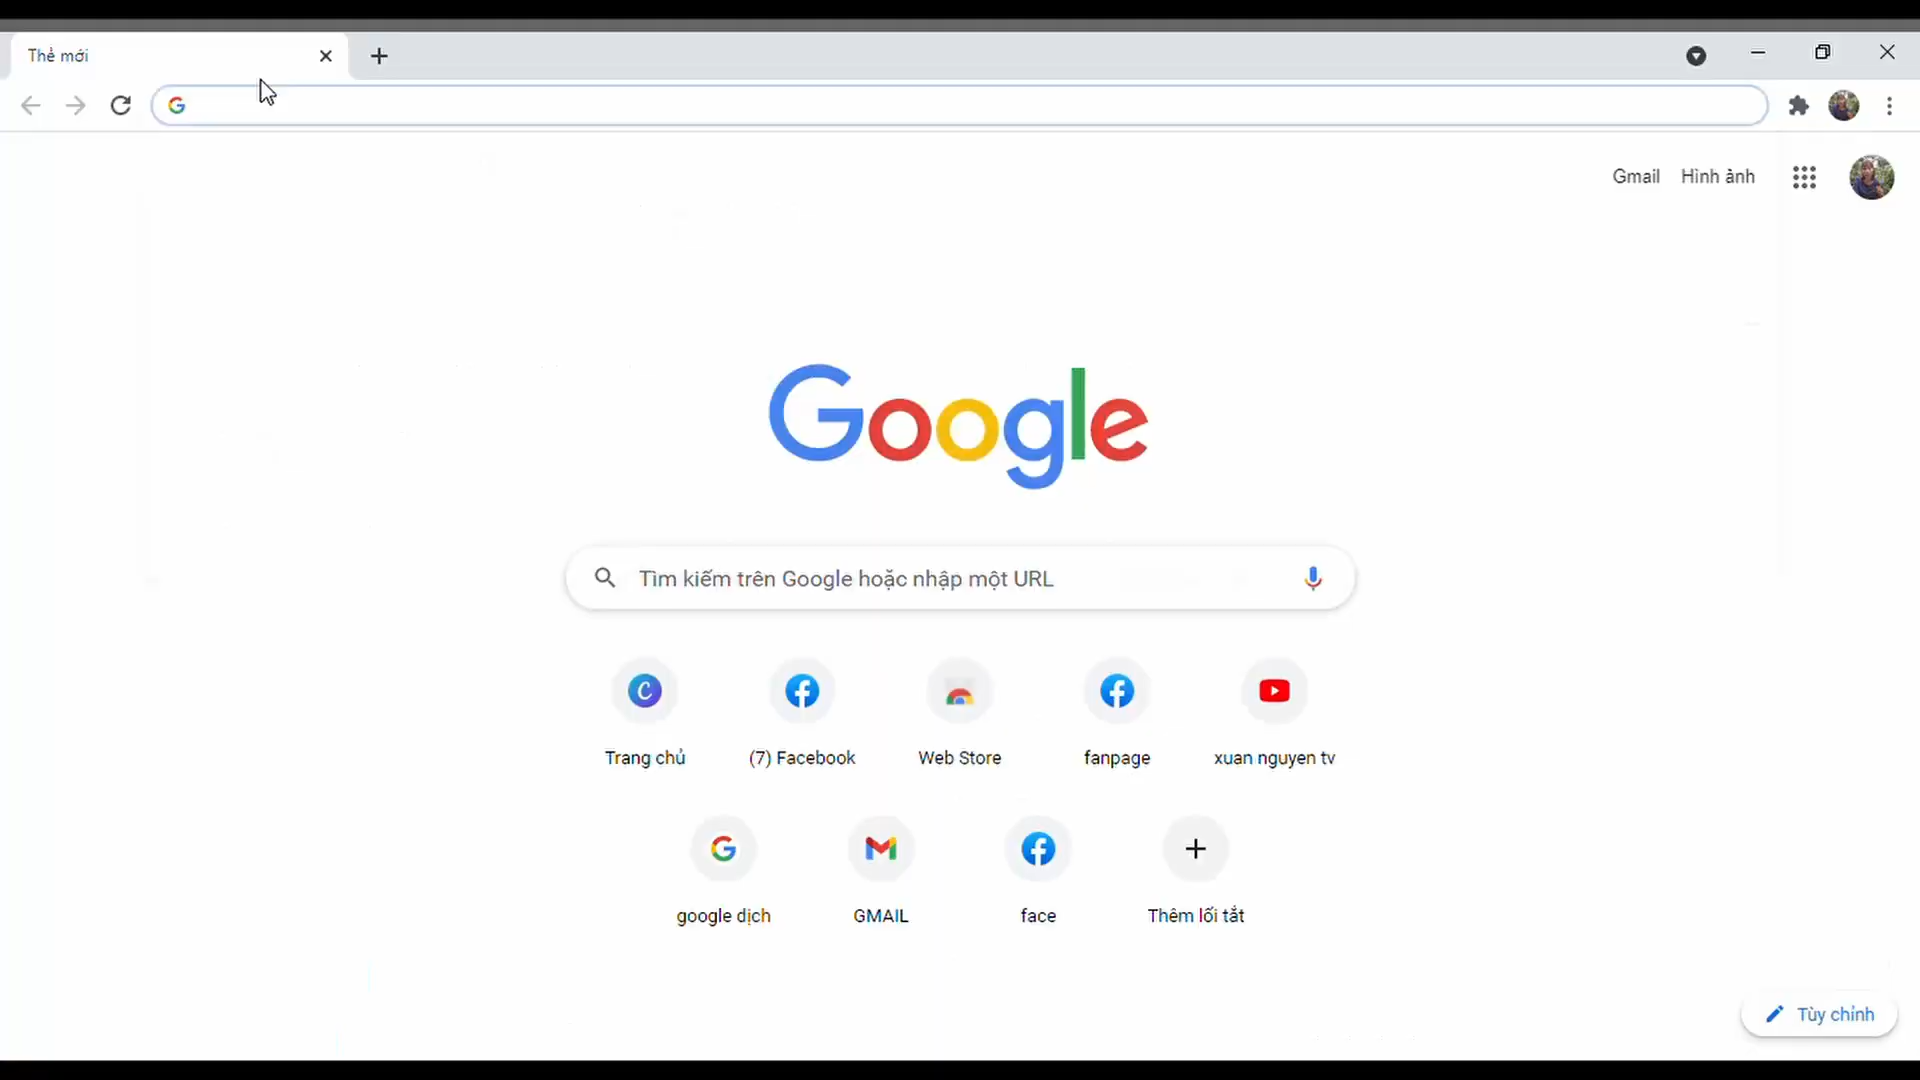 Thẻ mới
Gmail Hình ảnh
Google
Tìm kiếm trên Google hoặc nhập một URL
Trang chủ (7) Facebook Web Store fanpage xuan nguyen tv
google dịch GMAIL face Thêm lối tắt
Tùy chỉnh